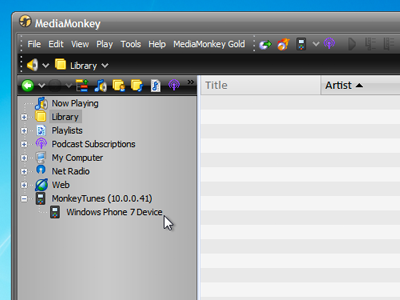 MediaMonkey
File Edit View Play Tools Help MediaMonkey Gold
Library
Title Artist
Now Playing
Library
Playlists
Podcast Subscriptions
My Computer
Net Radio
Web
MonkeyTunes (10.0.0.41)
Windows Phone 7 Device